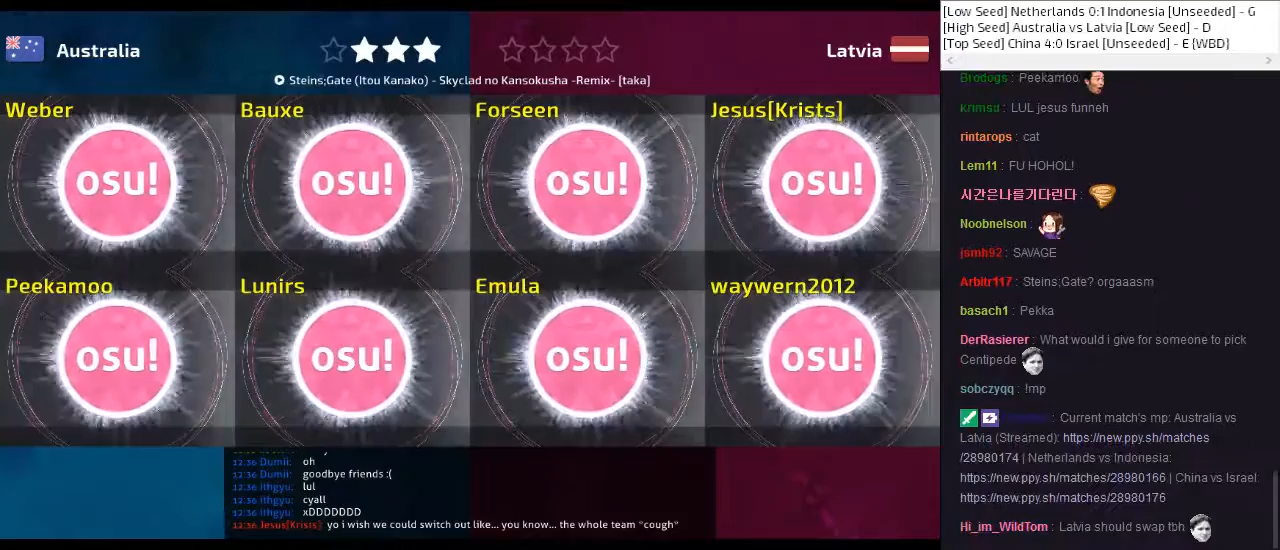 Australia
Latvia
Steins;Gate (Itou Kanako) - Skyclad no Kansokusha -Remix- [taka]
Weber
Bauxe
Forseen
Jesus[Krists]
osu!
osu!
osu!
osu!
Peekamoo
Lunirs
Emula
waywern2012
osu!
osu!
osu!
osu!
12:36 Dumii: oh
12:36 Dumii: goodbye friends :(
12:36 Ithgyu: lul
12:36 Ithgyu: cyall
12:36 Ithgyu: xDDDDDDD
12:36 Jesus[Krists]: yo i wish we could switch out like... you know... the whole team *cough*
[Low Seed] Netherlands 0:1 Indonesia [Unseeded] - G
[High Seed] Australia vs Latvia [Low Seed] - D
[Top Seed] China 4:0 Israel [Unseeded] - E {WBD}
Brodogs : Peekamoo
krimsu : LUL jesus funneh
rintarops : cat
Lem11 : FU HOHOL!
시간은나를기다린다 :
Noobnelson :
jsmh92 : SAVAGE
Arbitr117 : Steins;Gate? orgaaasm
basach1 : Pekka
DerRasierer : What would i give for someone to pick
Centipede
sobczyqq : !mp
: Current match's mp: Australia vs
Latvia (Streamed): https://new.ppy.sh/matches
/28980174 | Netherlands vs Indonesia:
https://new.ppy.sh/matches/28980166 | China vs Israel
https://new.ppy.sh/matches/28980176
Hi_im_WildTom : Latvia should swap tbh